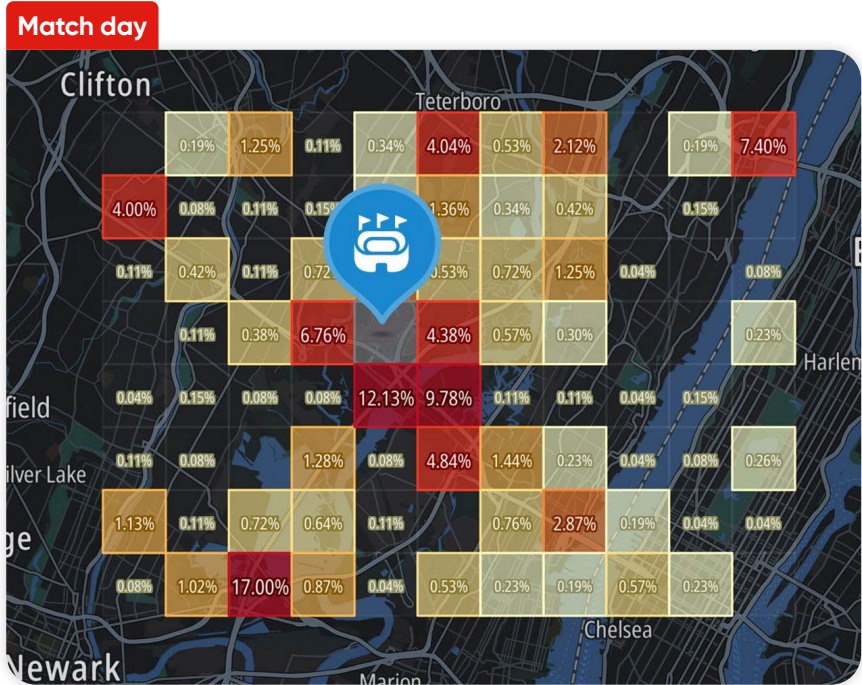 Match day
Clifton
Teterboro
0.19% 1.25% 0.11% 0.34% 4.04% 0.53% 2.12% 0.19% 7.40%
4.00% 0.08% 0.11% 0.15% 1.36% 0.34% 0.42% 0.15%
0.11% 0.42% 0.11% 0.72 0.53% 0.72% 1.25% 0.04% 0.08%
0.11% 0.38% 6.76% 4.38% 0.57% 0.30% 0.23%
Harlem
0.04% 0.15% 0.08% 0.08% 12.13% 9.78% 0.11% 0.11% 0.04% 0.15%
field
0.11% 0.08% 1.28% 0.08% 4.84% 1.44% 0.23% 0.04% 0.08% 0.26%
ilver Lake
1.13% 0.11% 0.72% 0.64% 0.11% 0.76% 2.87% 0.19% 0.04% 0.04%
ge
0.08% 1.02% 17.00% 0.87% 0.04% 0.53% 0.23% 0.19% 0.57% 0.23%
Chelsea
Newark
Marion